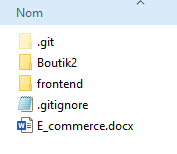 Nom
.git
Boutik2
frontend
.gitignore
E_commerce.docx